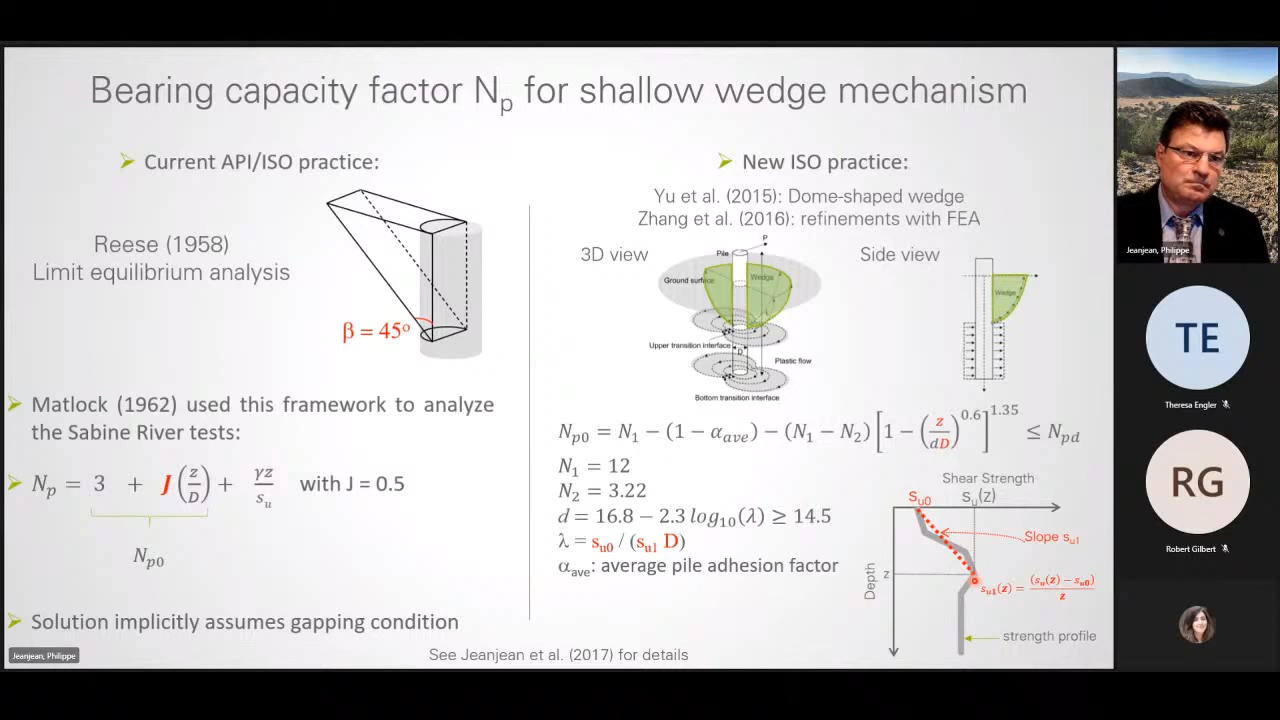 Bearing capacity factor Np for shallow wedge mechanism
Current API/ISO practice:
Reese (1958)
Limit equilibrium analysis
β = 45°
Matlock (1962) used this framework to analyze
the Sabine River tests:
Np = 3 + J (z/D) + γz/su with J = 0.5
Np0
Solution implicitly assumes gapping condition
New ISO practice:
Yu et al. (2015): Dome-shaped wedge
Zhang et al. (2016): refinements with FEA
3D view
Side view
P
Pile
Ground surface
Wedge
Upper transition interface
D
Plastic flow
Bottom transition interface
Wedge
Np0 = N1 − (1 − αave) − (N1 − N2) [1 − (z/dD)^0.6]^1.35 ≤ Npd
N1 = 12
N2 = 3.22
d = 16.8 − 2.3 log10(λ) ≥ 14.5
λ = su0 / (su1 D)
αave: average pile adhesion factor
Shear Strength
su0
su(z)
Slope su1
Depth
z
su1(z) = (su(z) − su0)/z
strength profile
See Jeanjean et al. (2017) for details
Jeanjean, Philippe
Jeanjean, Philippe
TE
Theresa Engler
RG
Robert Gilbert